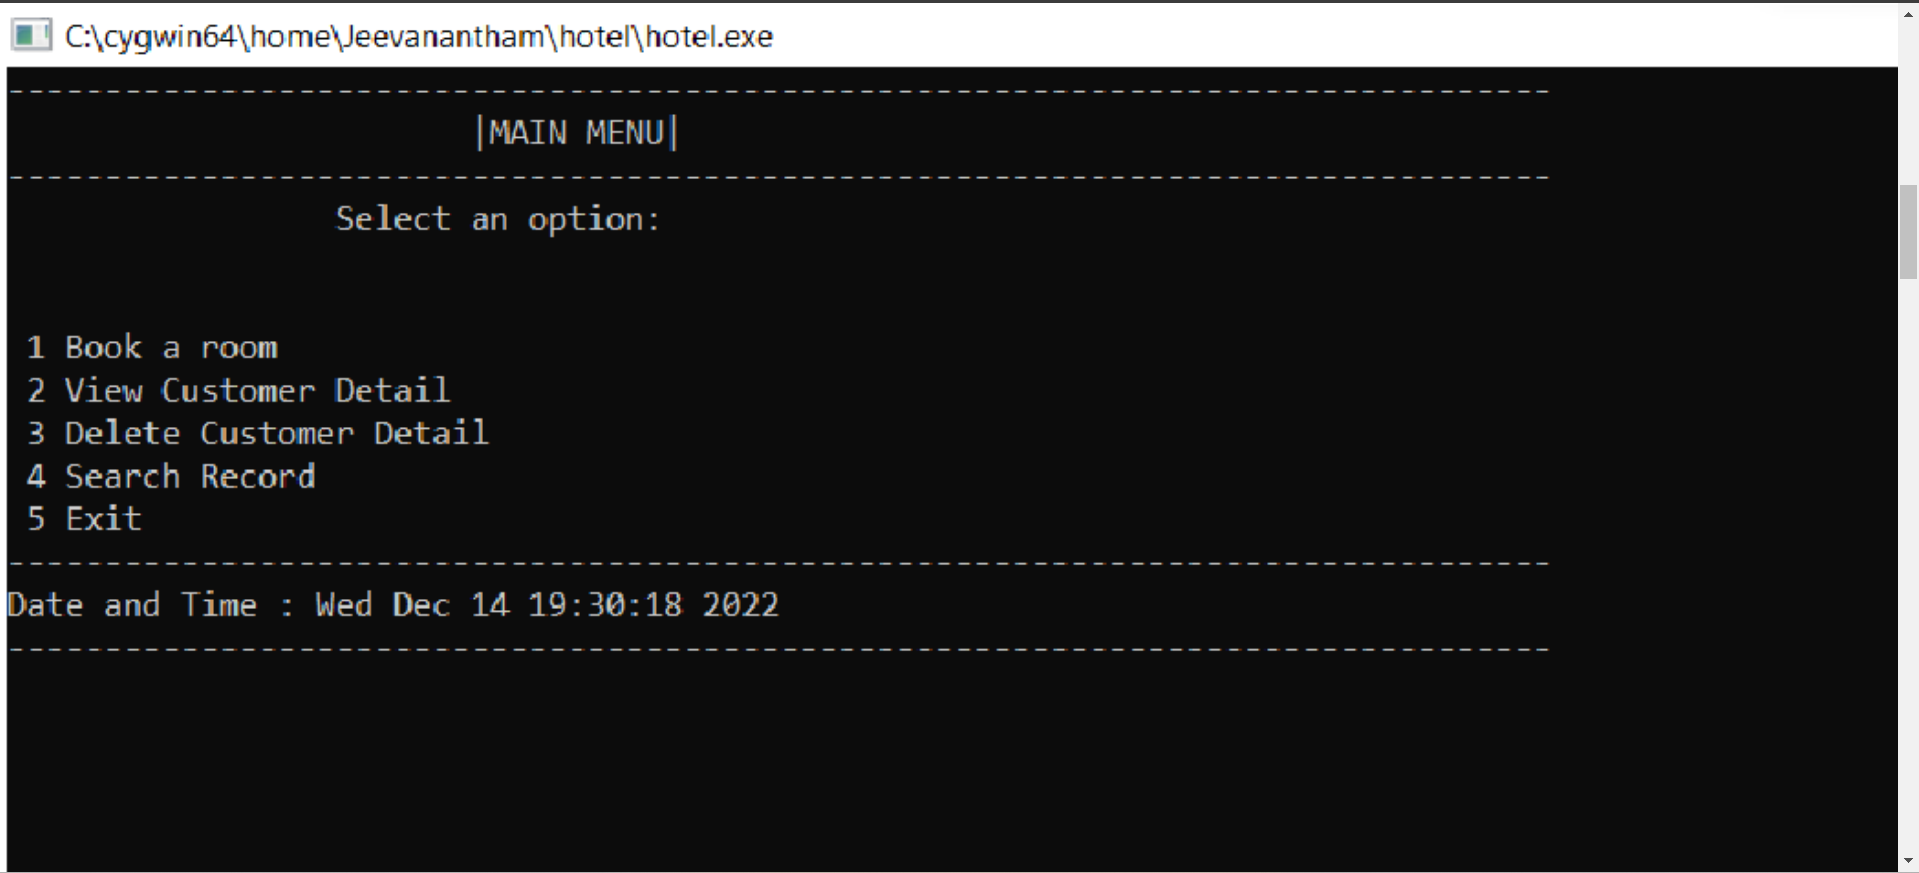 C:\cygwin64\home\Jeevanantham\hotel\hotel.exe
--------------------------------------------------------------------------------
|MAIN MENU|
--------------------------------------------------------------------------------
Select an option:
1 Book a room
2 View Customer Detail
3 Delete Customer Detail
4 Search Record
5 Exit
--------------------------------------------------------------------------------
Date and Time : Wed Dec 14 19:30:18 2022
--------------------------------------------------------------------------------